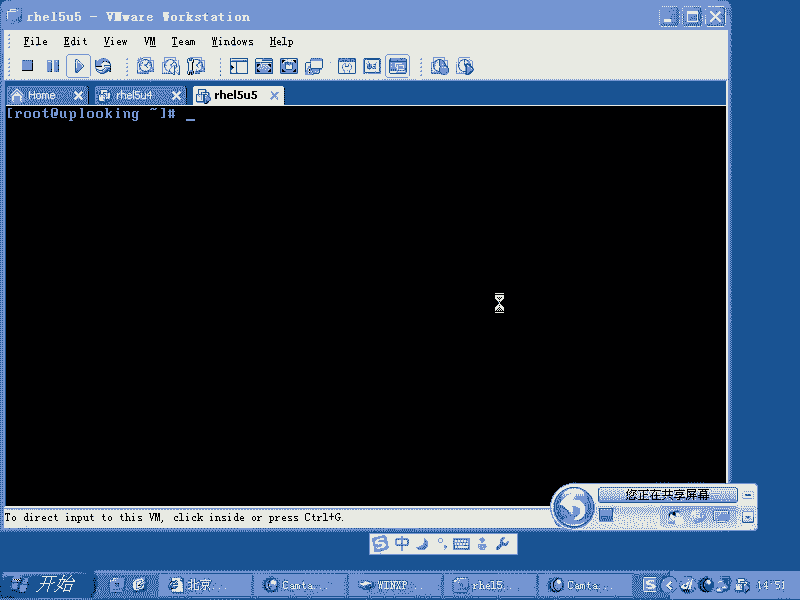 rhel5u5 - VMware Workstation
File Edit View VM Team Windows Help
Home rhel5u4 rhel5u5
[root@uplooking ~]# _
您正在共享屏幕
To direct input to this VM, click inside or press Ctrl+G.
中
开始 北京... Camta... WINXP... rhel5... Camta... 14:51